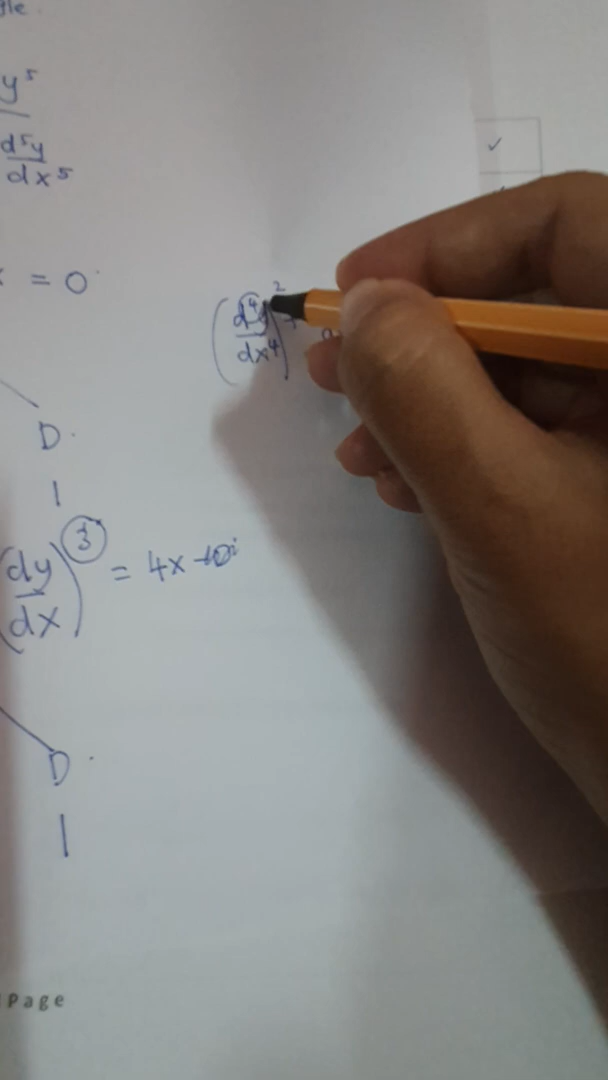 y⁵
d⁵y
dx⁵
= 0
(d⁴y/dx⁴)²
D.
1
(dy/dx)³ = 4x
D.
1
Page